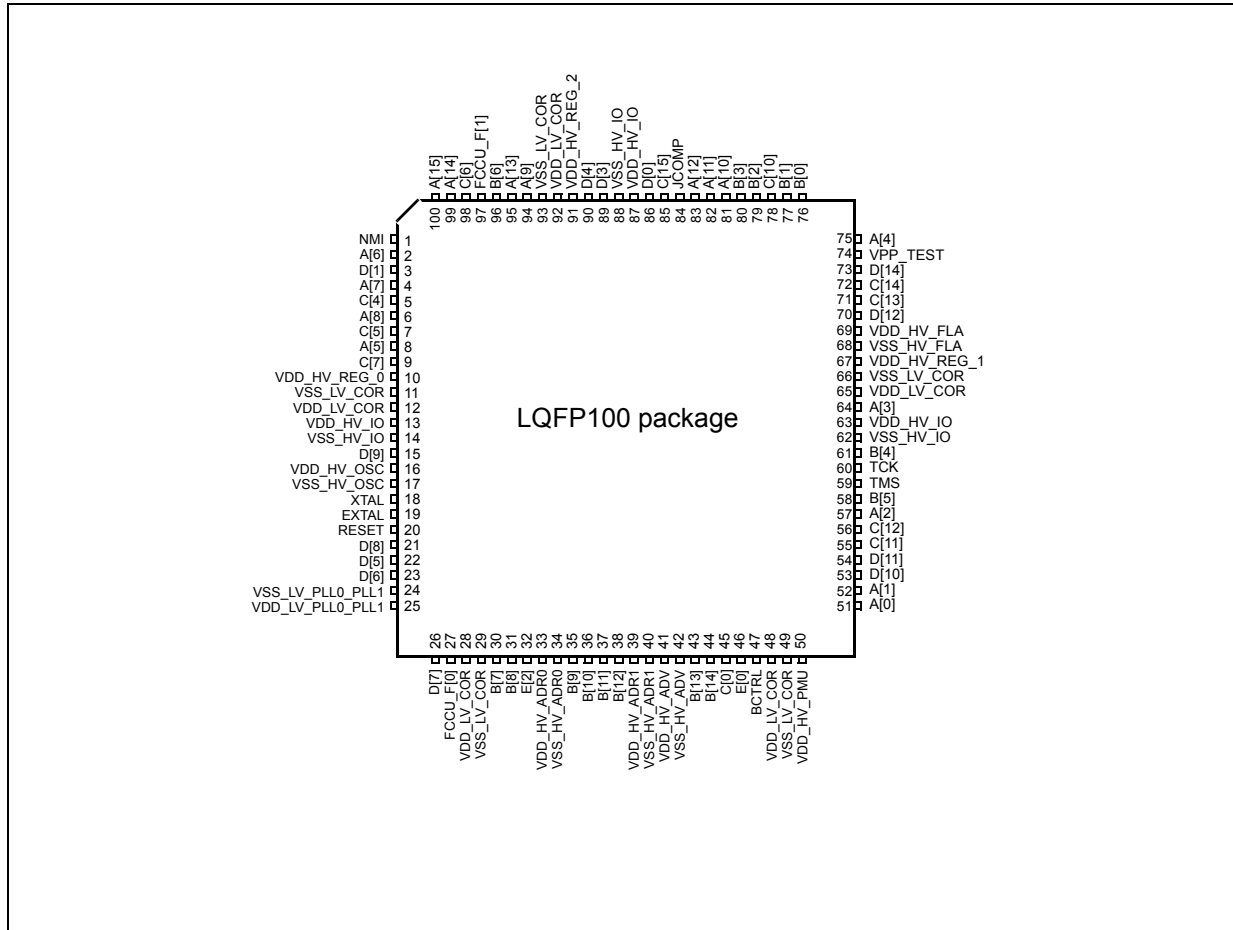 A[15]
A[14]
C[6]
FCCU_F[1]
B[6]
A[13]
A[9]
VSS_LV_COR
VDD_LV_COR
VDD_HV_REG_2
D[4]
D[3]
VSS_HV_IO
VDD_HV_IO
D[0]
C[15]
JCOMP
A[12]
A[11]
A[10]
B[3]
B[2]
C[10]
B[1]
B[0]
100
99
98
97
96
95
94
93
92
91
90
89
88
87
86
85
84
83
82
81
80
79
78
77
76
NMI 1
A[6] 2
D[1] 3
A[7] 4
C[4] 5
A[8] 6
C[5] 7
A[5] 8
C[7] 9
VDD_HV_REG_0 10
VSS_LV_COR 11
VDD_LV_COR 12
VDD_HV_IO 13
VSS_HV_IO 14
D[9] 15
VDD_HV_OSC 16
VSS_HV_OSC 17
XTAL 18
EXTAL 19
RESET 20
D[8] 21
D[5] 22
D[6] 23
VSS_LV_PLL0_PLL1 24
VDD_LV_PLL0_PLL1 25
LQFP100 package
75 A[4]
74 VPP_TEST
73 D[14]
72 C[14]
71 C[13]
70 D[12]
69 VDD_HV_FLA
68 VSS_HV_FLA
67 VDD_HV_REG_1
66 VSS_LV_COR
65 VDD_LV_COR
64 A[3]
63 VDD_HV_IO
62 VSS_HV_IO
61 B[4]
60 TCK
59 TMS
58 B[5]
57 A[2]
56 C[12]
55 C[11]
54 D[11]
53 D[10]
52 A[1]
51 A[0]
26
27
28
29
30
31
32
33
34
35
36
37
38
39
40
41
42
43
44
45
46
47
48
49
50
D[7]
FCCU_F[0]
VDD_LV_COR
VSS_LV_COR
B[7]
B[8]
E[2]
VDD_HV_ADR0
VSS_HV_ADR0
B[9]
B[10]
B[11]
B[12]
VDD_HV_ADR1
VSS_HV_ADR1
VDD_HV_ADV
VSS_HV_ADV
B[13]
B[14]
C[0]
E[0]
BCTRL
VDD_LV_COR
VSS_LV_COR
VDD_HV_PMU